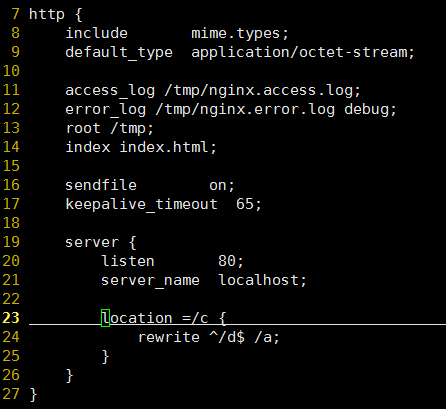 7 http {
8     include       mime.types;
9     default_type  application/octet-stream;
10
11     access_log /tmp/nginx.access.log;
12     error_log /tmp/nginx.error.log debug;
13     root /tmp;
14     index index.html;
15
16     sendfile        on;
17     keepalive_timeout  65;
18
19     server {
20         listen       80;
21         server_name  localhost;
22
23         location =/c {
24             rewrite ^/d$ /a;
25         }
26     }
27 }